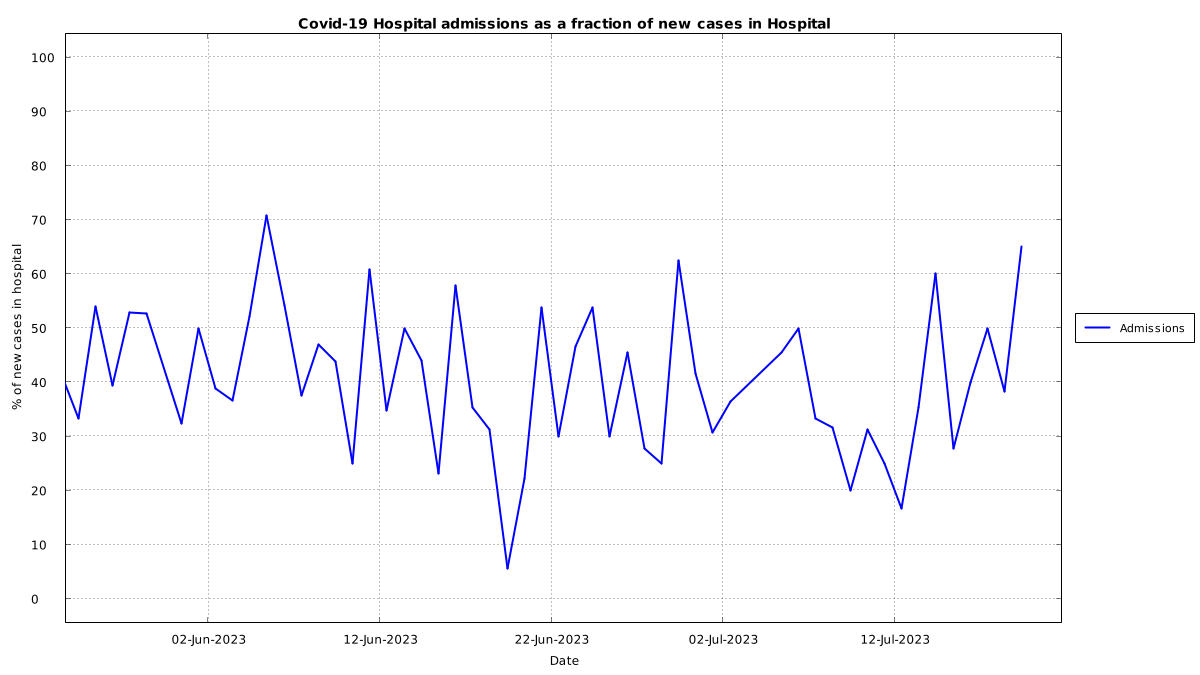 Covid-19 Hospital admissions as a fraction of new cases in Hospital
100
90
80
70
60
50
40
30
20
10
0
% of new cases in hospital
02-Jun-2023
12-Jun-2023
22-Jun-2023
02-Jul-2023
12-Jul-2023
Date
Admissions